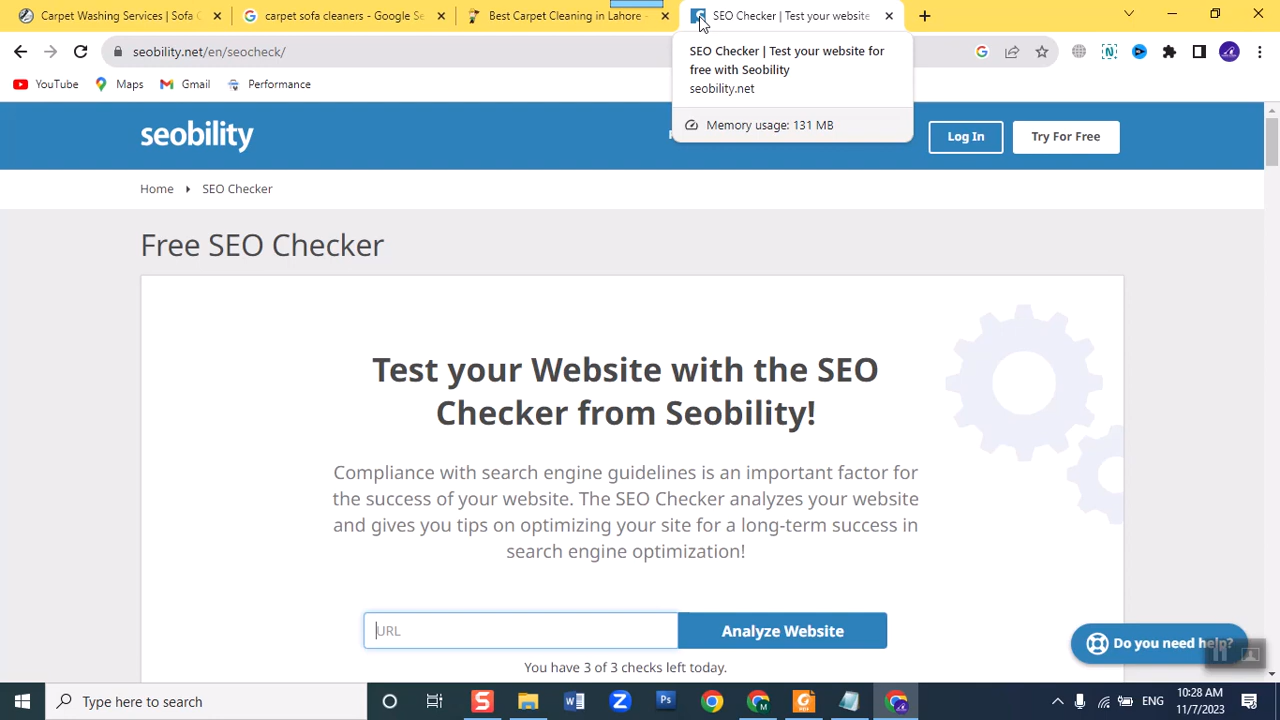 Carpet Washing Services | Sofa C
carpet sofa cleaners - Google Se
Best Carpet Cleaning in Lahore -
SEO Checker | Test your website
seobility.net/en/seocheck/
SEO Checker | Test your website for
free with Seobility
seobility.net
Memory usage: 131 MB
YouTube
Maps
Gmail
Performance
seobility
Log In
Try For Free
Home
SEO Checker
Free SEO Checker
Test your Website with the SEO
Checker from Seobility!
Compliance with search engine guidelines is an important factor for
the success of your website. The SEO Checker analyzes your website
and gives you tips on optimizing your site for a long-term success in
search engine optimization!
URL
Analyze Website
You have 3 of 3 checks left today.
Do you need help?
Type here to search
ENG
10:28 AM
11/7/2023